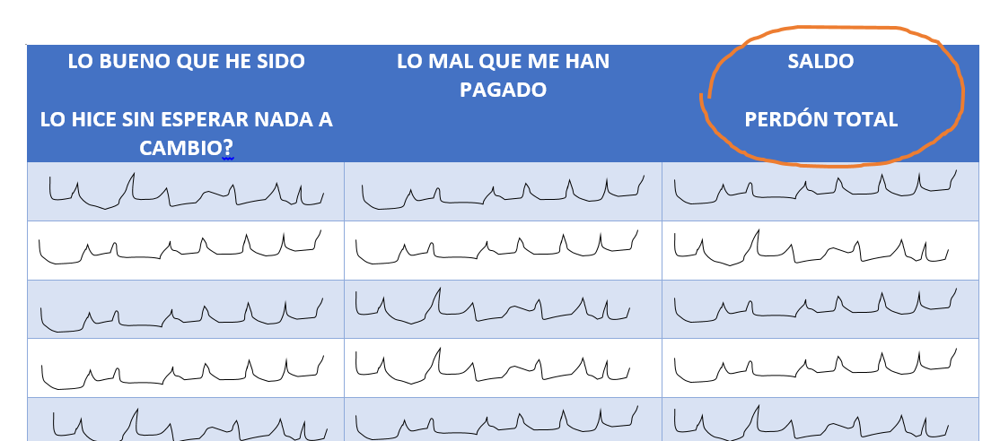 LO BUENO QUE HE SIDO
LO HICE SIN ESPERAR NADA A
CAMBIO?
LO MAL QUE ME HAN
PAGADO
SALDO
PERDÓN TOTAL